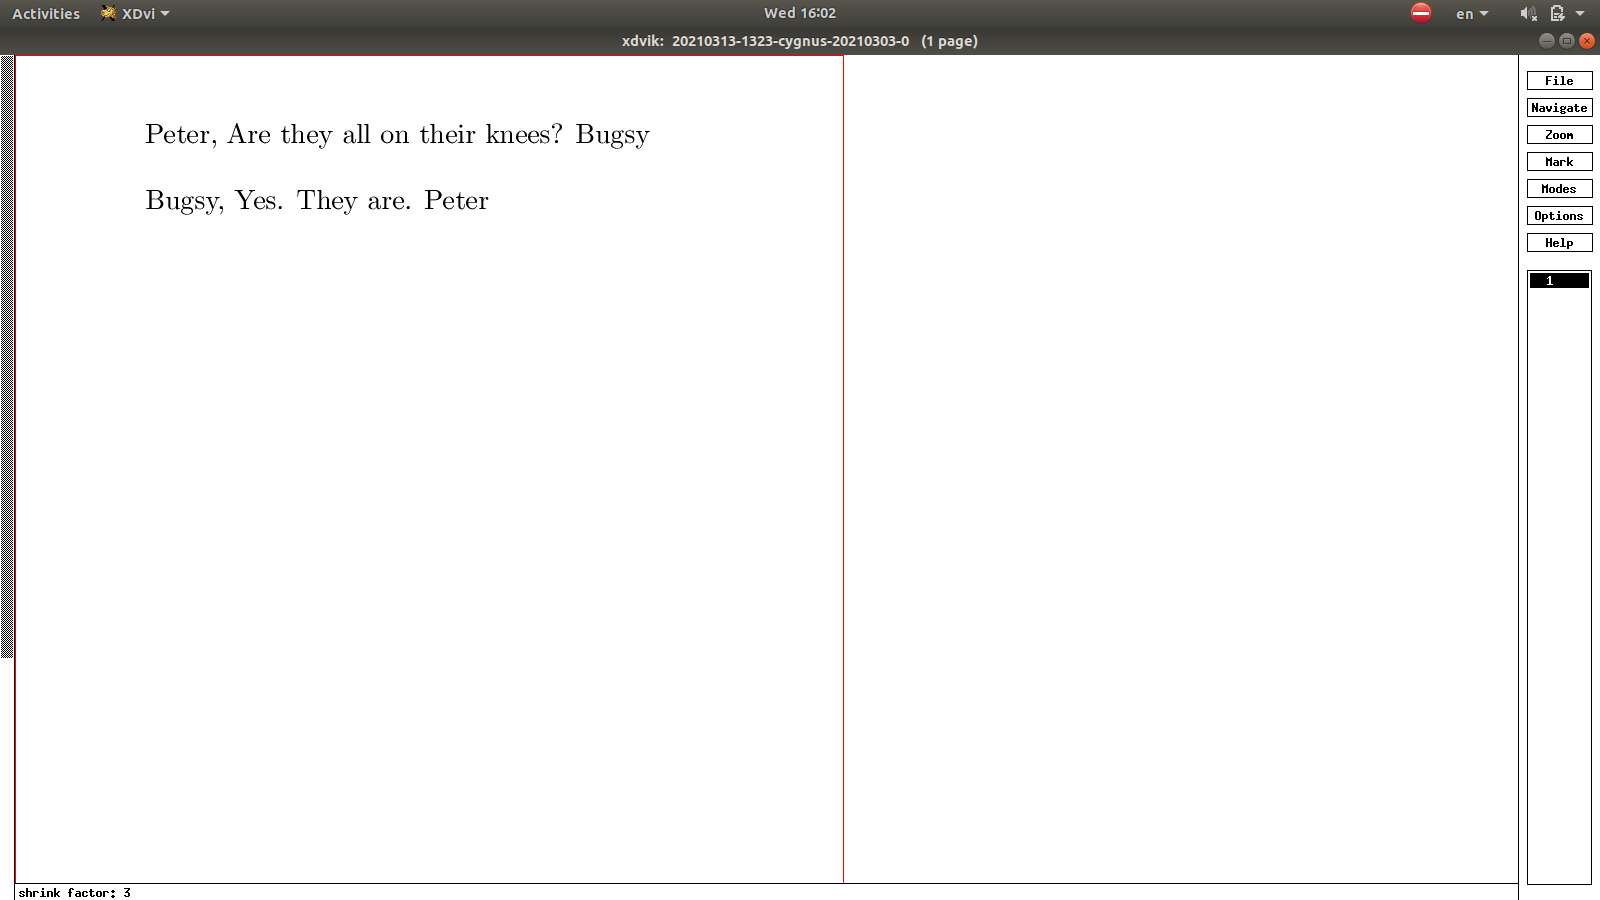 Activities XDvi Wed 16:02 en
xdvik: 20210313-1323-cygnus-20210303-0 (1 page)
Peter, Are they all on their knees? Bugsy
Bugsy, Yes. They are. Peter
File
Navigate
Zoom
Mark
Modes
Options
Help
1
shrink factor: 3